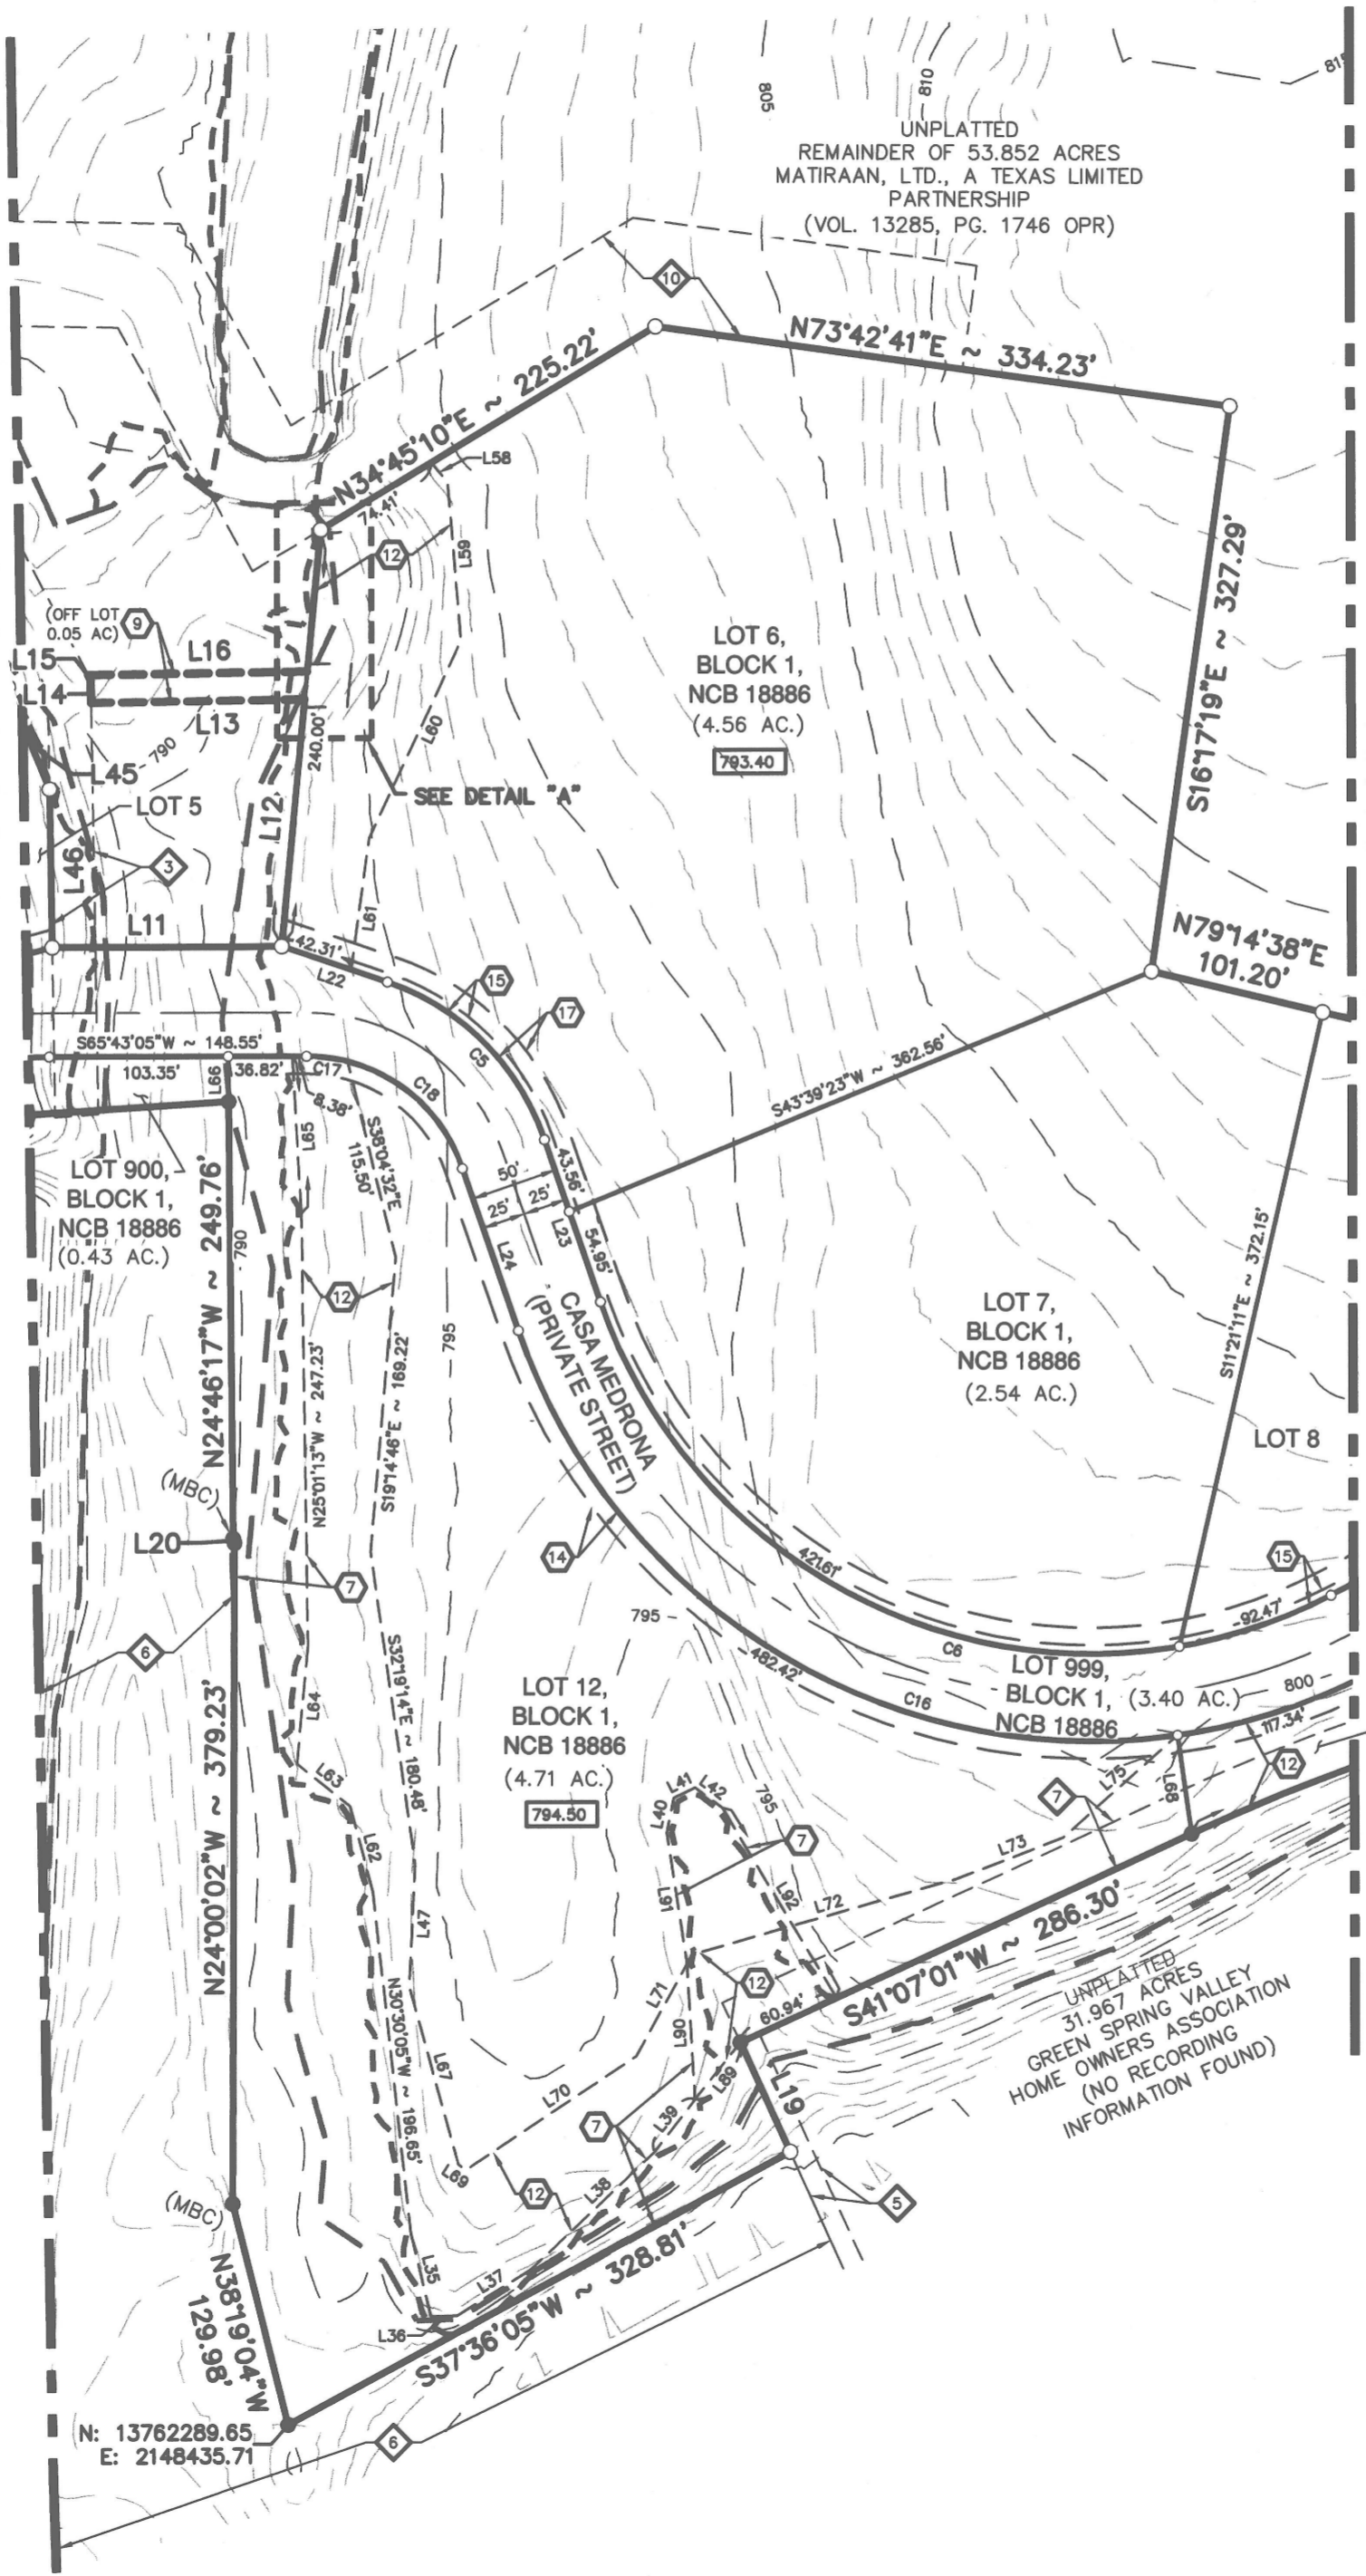 805
810
815
UNPLATTED
REMAINDER OF 53.852 ACRES
MATIRAAN, LTD., A TEXAS LIMITED
PARTNERSHIP
(VOL. 13285, PG. 1746 OPR)
10
N73°42'41"E ~ 334.23'
N34°45'10"E ~ 225.22'
L58
74.41'
12
L59
S16°17'19"E ~ 327.29'
(OFF LOT
0.05 AC)
9
L16
L15
L14
L13
LOT 6,
BLOCK 1,
NCB 18886
(4.56 AC.)
793.40
L60
240.00'
790
L45
SEE DETAIL "A"
LOT 5
L12
L46
3
L61
L11
42.31'
L22
N79°14'38"E
101.20'
15
17
S65°43'05"W ~ 148.55'
103.35'
L66
36.82'
C17
C18
C5
8.38'
S43°39'23"W ~ 362.56'
L65
S38°04'32"E
115.50'
LOT 900,
BLOCK 1,
NCB 18886
(0.43 AC.)
50'
25'
25'
43.56'
L23
54.95'
L24
N24°46'17"W ~ 249.76'
790
12
CASA MEDRONA
(PRIVATE STREET)
S11°21'11"E ~ 372.15'
LOT 7,
BLOCK 1,
NCB 18886
(2.54 AC.)
795
N25°01'13"W ~ 247.23'
S19°14'46"E ~ 169.22'
LOT 8
(MBC)
L20
14
15
7
421.61'
92.47'
795
6
482.42'
C6
C16
S32°19'14"E ~ 180.48'
LOT 12,
BLOCK 1,
NCB 18886
(4.71 AC.)
794.50
LOT 999,
BLOCK 1, (3.40 AC.)
NCB 18886
800
117.34'
L64
N24°00'02"W ~ 379.23'
L63
L41
L42
L40
795
L75
L68
12
7
L62
7
L73
L91
L92
L72
L47
S41°07'01"W ~ 286.30'
12
60.94'
L71
L90
N30°30'05"W ~ 196.65'
UNPLATTED
31.967 ACRES
GREEN SPRING VALLEY
HOME OWNERS ASSOCIATION
(NO RECORDING
INFORMATION FOUND)
L67
L89
L19
L70
L39
7
L69
12
L38
5
(MBC)
L35
L37
L36
S37°36'05"W ~ 328.81'
N38°19'04"W
129.98'
N: 13762289.65
E: 2148435.71
6